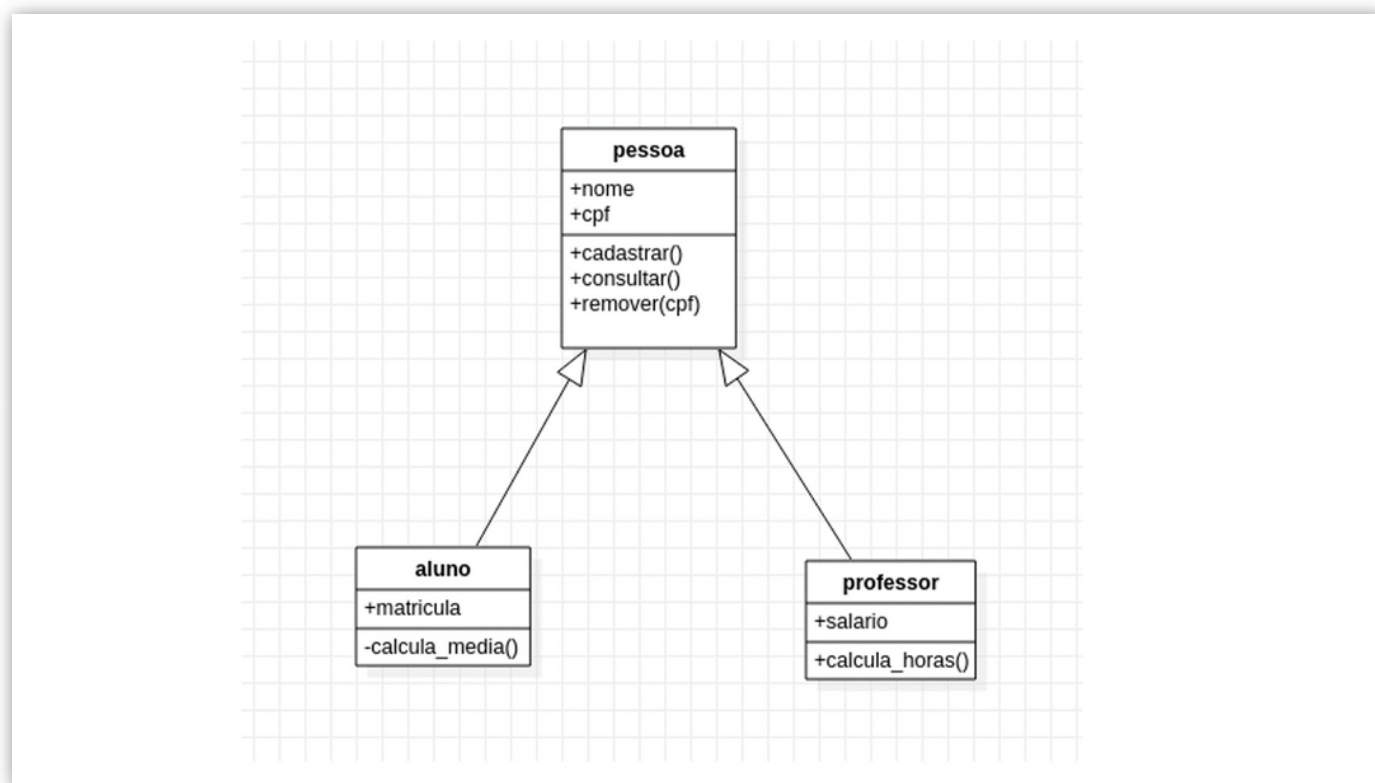 pessoa
+nome
+cpf
+cadastrar()
+consultar()
+remover(cpf)
aluno
+matricula
-calcula_media()
professor
+salario
+calcula_horas()